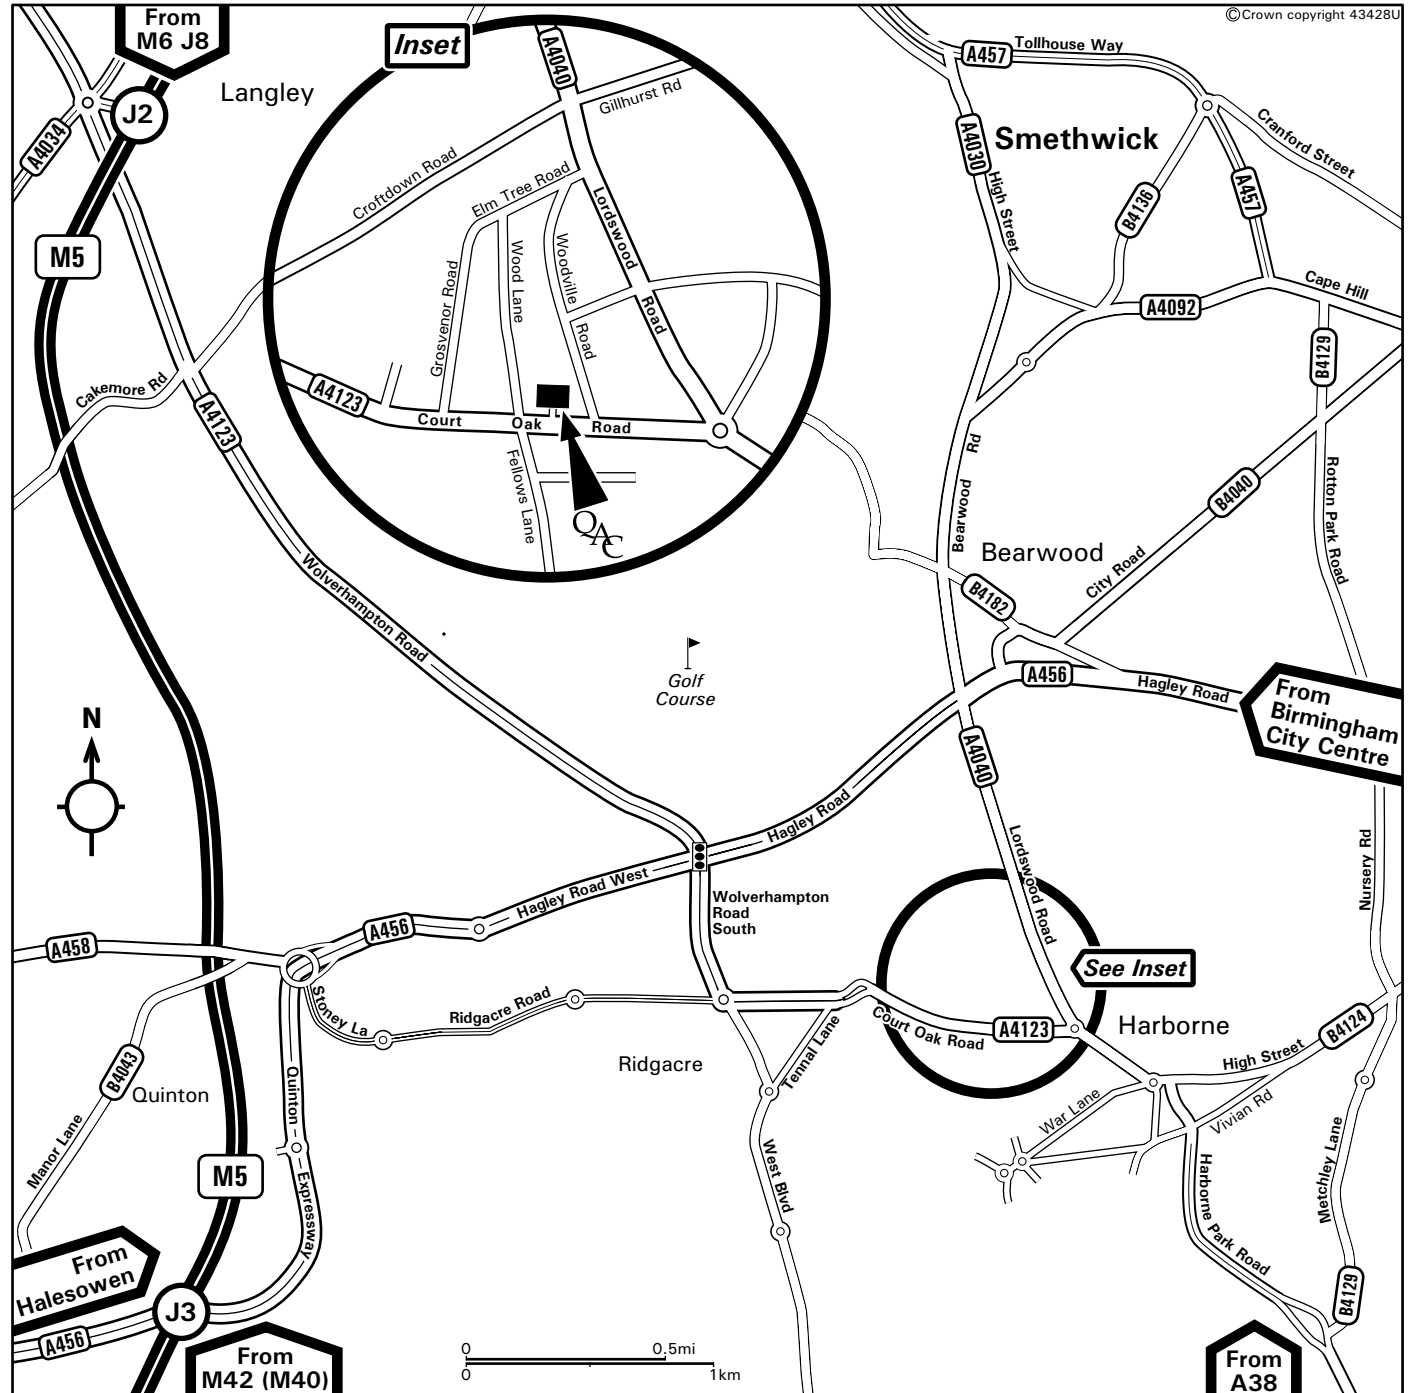 ©Crown copyright 43428U
From
M6 J8
Inset
A4040
A457
Tollhouse Way
Langley
J2
Gillhurst Rd
A4034
A4030
Smethwick
Cranford Street
Croftdown Road
Elm Tree Road
Lordswood
Road
High Street
B4136
A457
M5
Grosvenor Road
Wood Lane
Woodville
Road
Cape Hill
A4092
B4129
Cakemore Rd
A4123
A4123
Court
Oak
Road
Fellows Lane
QAC
Bearwood
Rd
B4040
Rotton Park Road
Bearwood
City Road
B4182
Wolverhampton Road
Golf
Course
A456
Hagley Road
From
Birmingham
City Centre
N
A4040
Hagley Road
Lordswood Road
Nursery Rd
Hagley Road West
Wolverhampton
Road
South
A456
A458
See Inset
Stoney La
Ridgacre Road
Tennal Lane
Court Oak Road
A4123
Harborne
B4124
High Street
Ridgacre
B4043
Quinton
Quinton
Expressway
War Lane
Vivian Rd
Manor Lane
M5
West Blvd
Harborne
Park Road
Metchley Lane
From
Halesowen
J3
B4129
A456
From
M42 (M40)
0
0.5mi
0
1km
From
A38